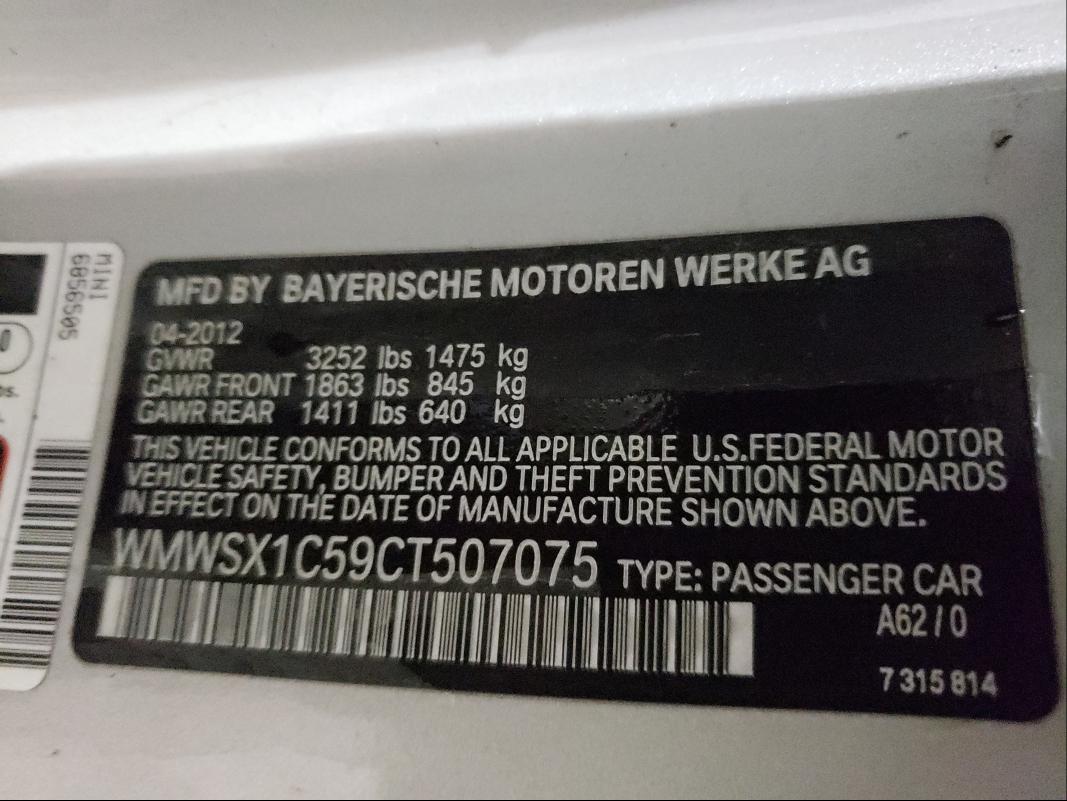 MINI
6856505
0
MFD BY BAYERISCHE MOTOREN WERKE AG
04-2012
GVWR 3252 lbs 1475 kg
GAWR FRONT 1863 lbs 845 kg
GAWR REAR 1411 lbs 640 kg
THIS VEHICLE CONFORMS TO ALL APPLICABLE U.S.FEDERAL MOTOR
VEHICLE SAFETY, BUMPER AND THEFT PREVENTION STANDARDS
IN EFFECT ON THE DATE OF MANUFACTURE SHOWN ABOVE.
WMWSX1C59CT507075 TYPE: PASSENGER CAR
A62/0
7 315 814